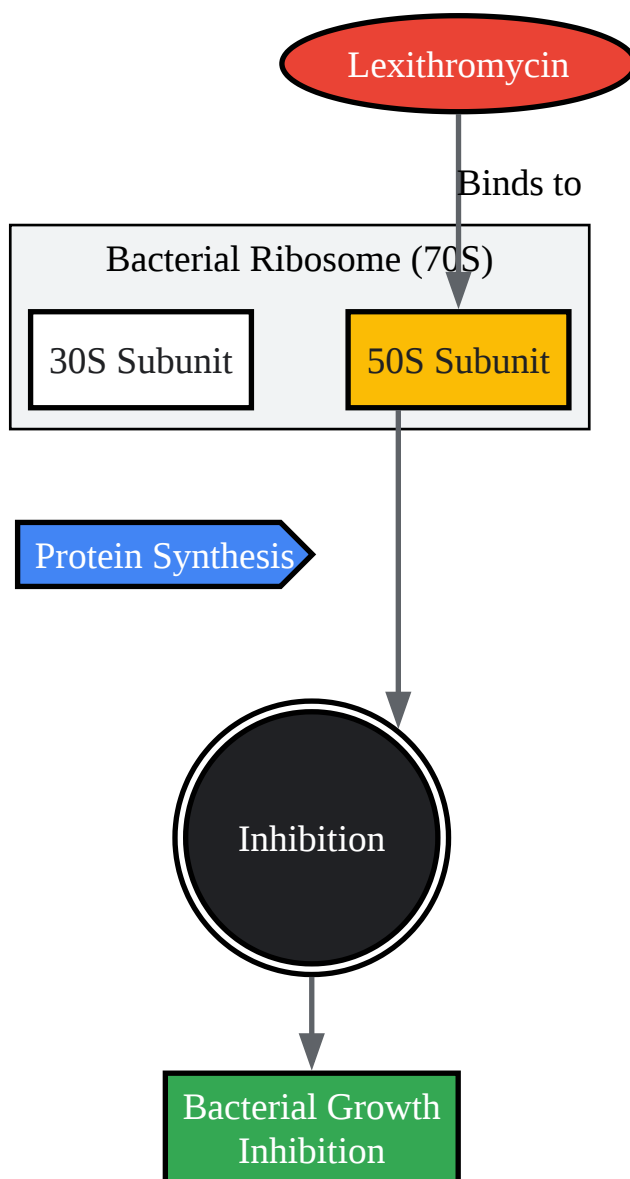 Lexithromycin
Binds to
Bacterial Ribosome (70S)
30S Subunit
50S Subunit
Protein Synthesis
Inhibition
Bacterial Growth
Inhibition